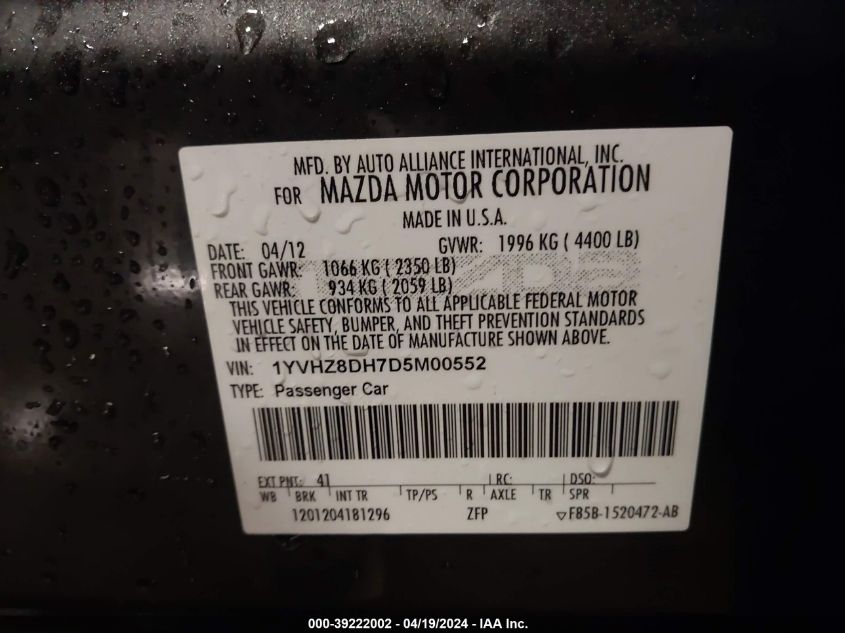 MFD. BY AUTO ALLIANCE INTERNATIONAL, INC.
FOR MAZDA MOTOR CORPORATION
MADE IN U.S.A.
DATE: 04/12 GVWR: 1996 KG ( 4400 LB)
FRONT GAWR: 1066 KG ( 2350 LB)
REAR GAWR: 934 KG ( 2059 LB)
THIS VEHICLE CONFORMS TO ALL APPLICABLE FEDERAL MOTOR
VEHICLE SAFETY, BUMPER, AND THEFT PREVENTION STANDARDS
IN EFFECT ON THE DATE OF MANUFACTURE SHOWN ABOVE.
VIN: 1YVHZ8DH7D5M00552
TYPE: Passenger Car
EXT PNT: 41 RC: DSO:
WB BRK INT TR TP/PS R AXLE TR SPR
1201204181296 ZFP ▽F85B-1520472-AB
000-39222002 - 04/19/2024 - IAA Inc.